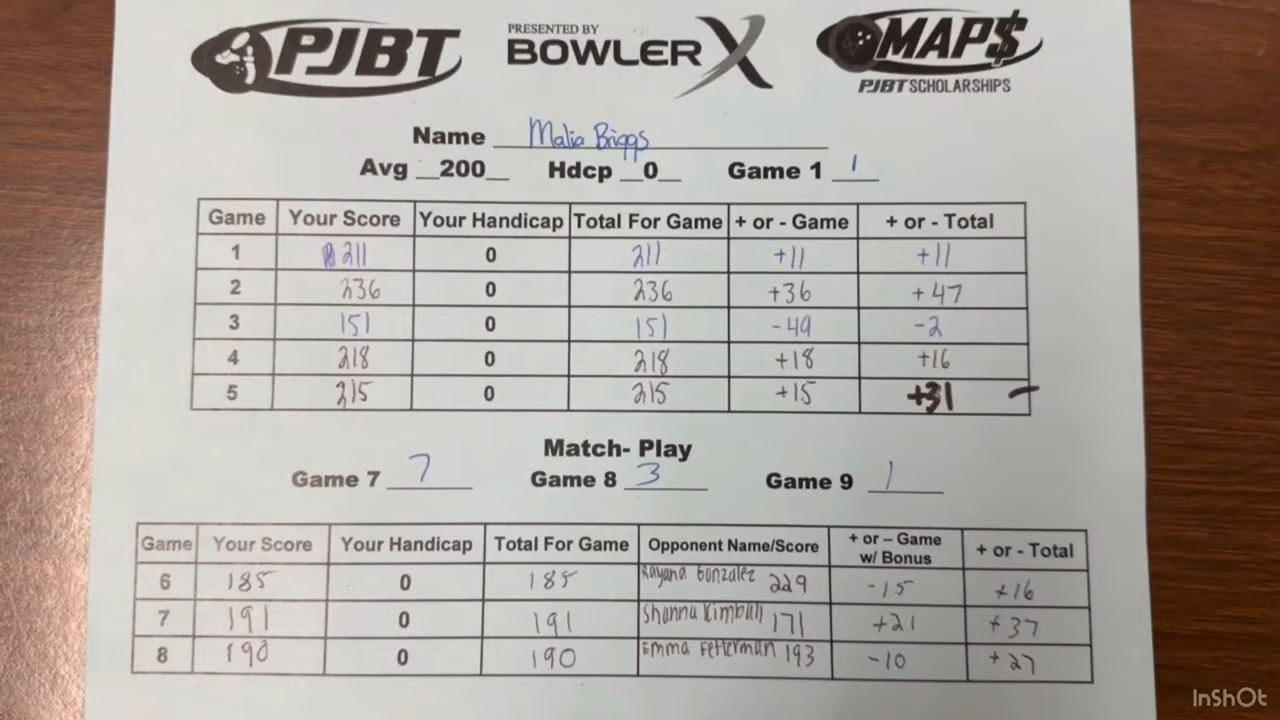 PJBT
PRESENTED BY
BOWLER X
MAP$
PJBT SCHOLARSHIPS
Name Malia Briggs
Avg 200 Hdcp 0 Game 1 1
Game Your Score Your Handicap Total For Game + or - Game + or - Total
1 211 0 211 +11 +11
2 236 0 236 +36 +47
3 151 0 151 -49 -2
4 218 0 218 +18 +16
5 215 0 215 +15 +31 -
Match- Play
Game 7 7 Game 8 3 Game 9 1
Game Your Score Your Handicap Total For Game Opponent Name/Score + or – Game w/ Bonus + or - Total
6 185 0 185 Rayana Gonzalez 229 -15 +16
7 191 0 191 Shanna Kimball 171 +21 +37
8 190 0 190 Emma Fetterman 193 -10 +27
InShOt